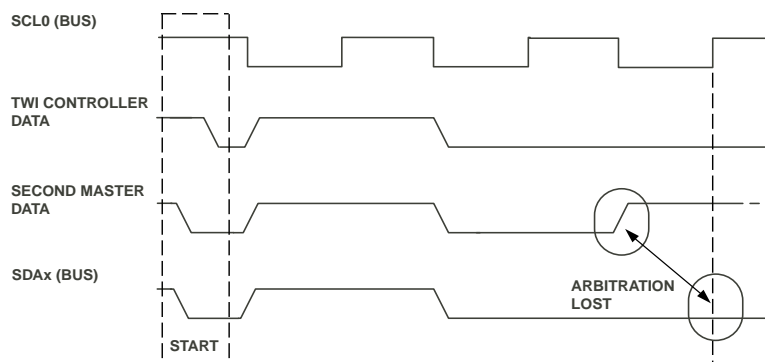 SCL0 (BUS)
TWI CONTROLLER
DATA
SECOND MASTER
DATA
SDAx (BUS)
ARBITRATION
LOST
START